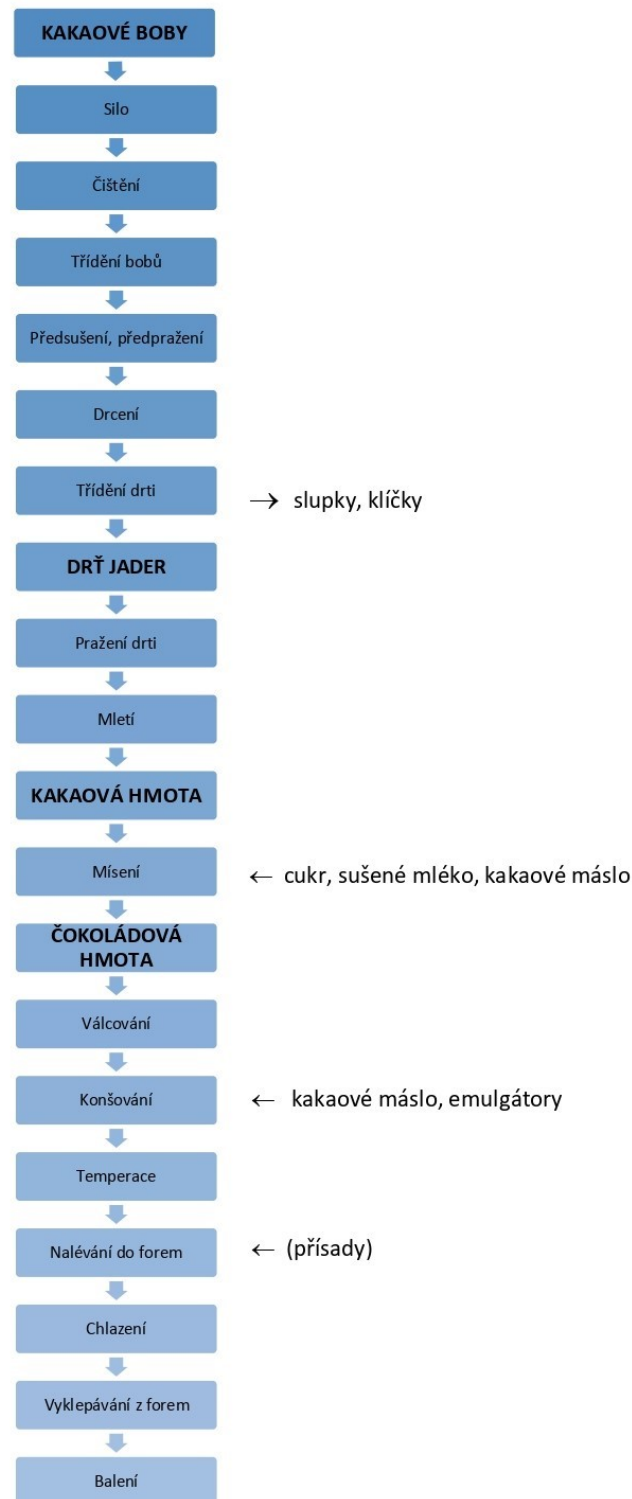 KAKAOVÉ BOBY
Silo
Čištění
Třídění bobů
Předsušení, předpražení
Drcení
Třídění drti
→ slupky, klíčky
DRŤ JADER
Pražení drti
Mletí
KAKAOVÁ HMOTA
Mísení
← cukr, sušené mléko, kakaové máslo
ČOKOLÁDOVÁ
HMOTA
Válcování
Konšování
← kakaové máslo, emulgátory
Temperace
Nalévání do forem
← (přísady)
Chlazení
Vyklepávání z forem
Balení